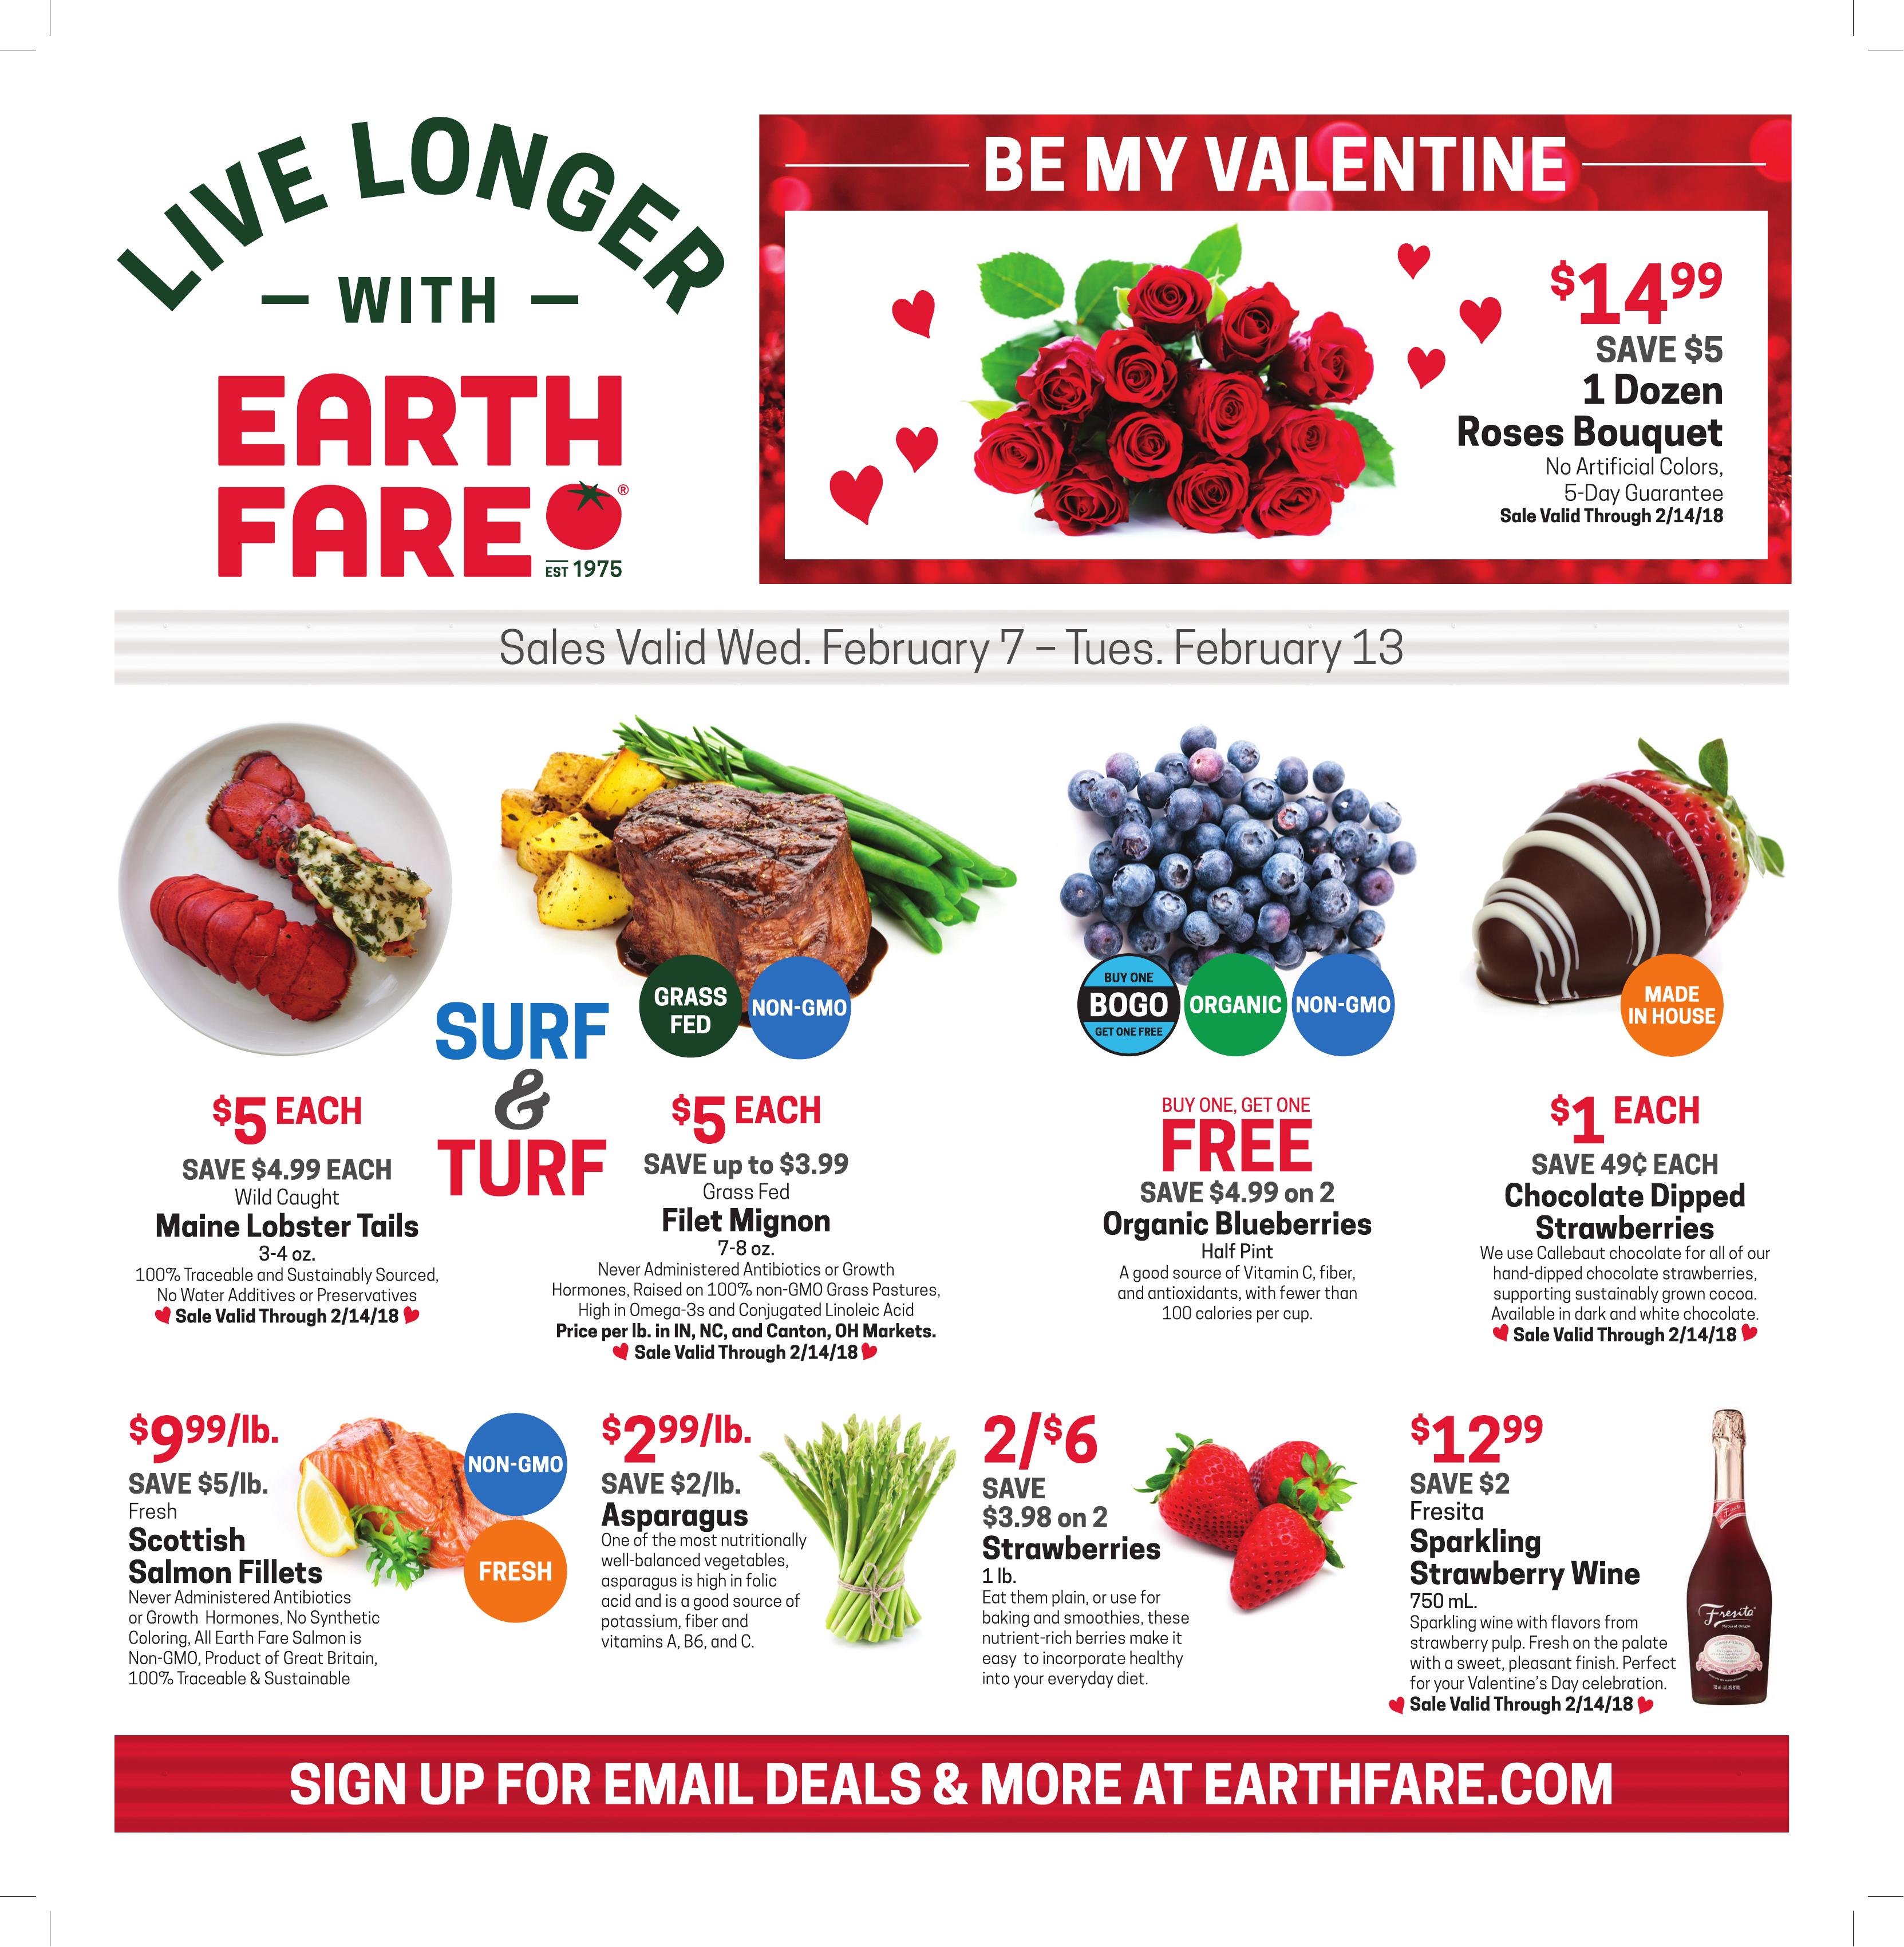 LIVE LONGER
— WITH —
EARTH
FARE®
EST 1975
BE MY VALENTINE
$1499
SAVE $5
1 Dozen
Roses Bouquet
No Artificial Colors,
5-Day Guarantee
Sale Valid Through 2/14/18
Sales Valid Wed. February 7 – Tues. February 13
SURF
&
TURF
$5 EACH
SAVE $4.99 EACH
Wild Caught
Maine Lobster Tails
3-4 oz.
100% Traceable and Sustainably Sourced,
No Water Additives or Preservatives
Sale Valid Through 2/14/18
GRASS
FED
NON-GMO
$5 EACH
SAVE up to $3.99
Grass Fed
Filet Mignon
7-8 oz.
Never Administered Antibiotics or Growth
Hormones, Raised on 100% non-GMO Grass Pastures,
High in Omega-3s and Conjugated Linoleic Acid
Price per lb. in IN, NC, and Canton, OH Markets.
Sale Valid Through 2/14/18
BUY ONE
BOGO
GET ONE FREE
ORGANIC
NON-GMO
BUY ONE, GET ONE
FREE
SAVE $4.99 on 2
Organic Blueberries
Half Pint
A good source of Vitamin C, fiber,
and antioxidants, with fewer than
100 calories per cup.
MADE
IN HOUSE
$1 EACH
SAVE 49¢ EACH
Chocolate Dipped
Strawberries
We use Callebaut chocolate for all of our
hand-dipped chocolate strawberries,
supporting sustainably grown cocoa.
Available in dark and white chocolate.
Sale Valid Through 2/14/18
$999/lb.
SAVE $5/lb.
Fresh
Scottish
Salmon Fillets
Never Administered Antibiotics
or Growth Hormones, No Synthetic
Coloring, All Earth Fare Salmon is
Non-GMO, Product of Great Britain,
100% Traceable & Sustainable
NON-GMO
FRESH
$299/lb.
SAVE $2/lb.
Asparagus
One of the most nutritionally
well-balanced vegetables,
asparagus is high in folic
acid and is a good source of
potassium, fiber and
vitamins A, B6, and C.
2/$6
SAVE
$3.98 on 2
Strawberries
1 lb.
Eat them plain, or use for
baking and smoothies, these
nutrient-rich berries make it
easy to incorporate healthy
into your everyday diet.
$1299
SAVE $2
Fresita
Sparkling
Strawberry Wine
750 mL.
Sparkling wine with flavors from
strawberry pulp. Fresh on the palate
with a sweet, pleasant finish. Perfect
for your Valentine's Day celebration.
Sale Valid Through 2/14/18
Fresita
Natural Origin
SIGN UP FOR EMAIL DEALS & MORE AT EARTHFARE.COM